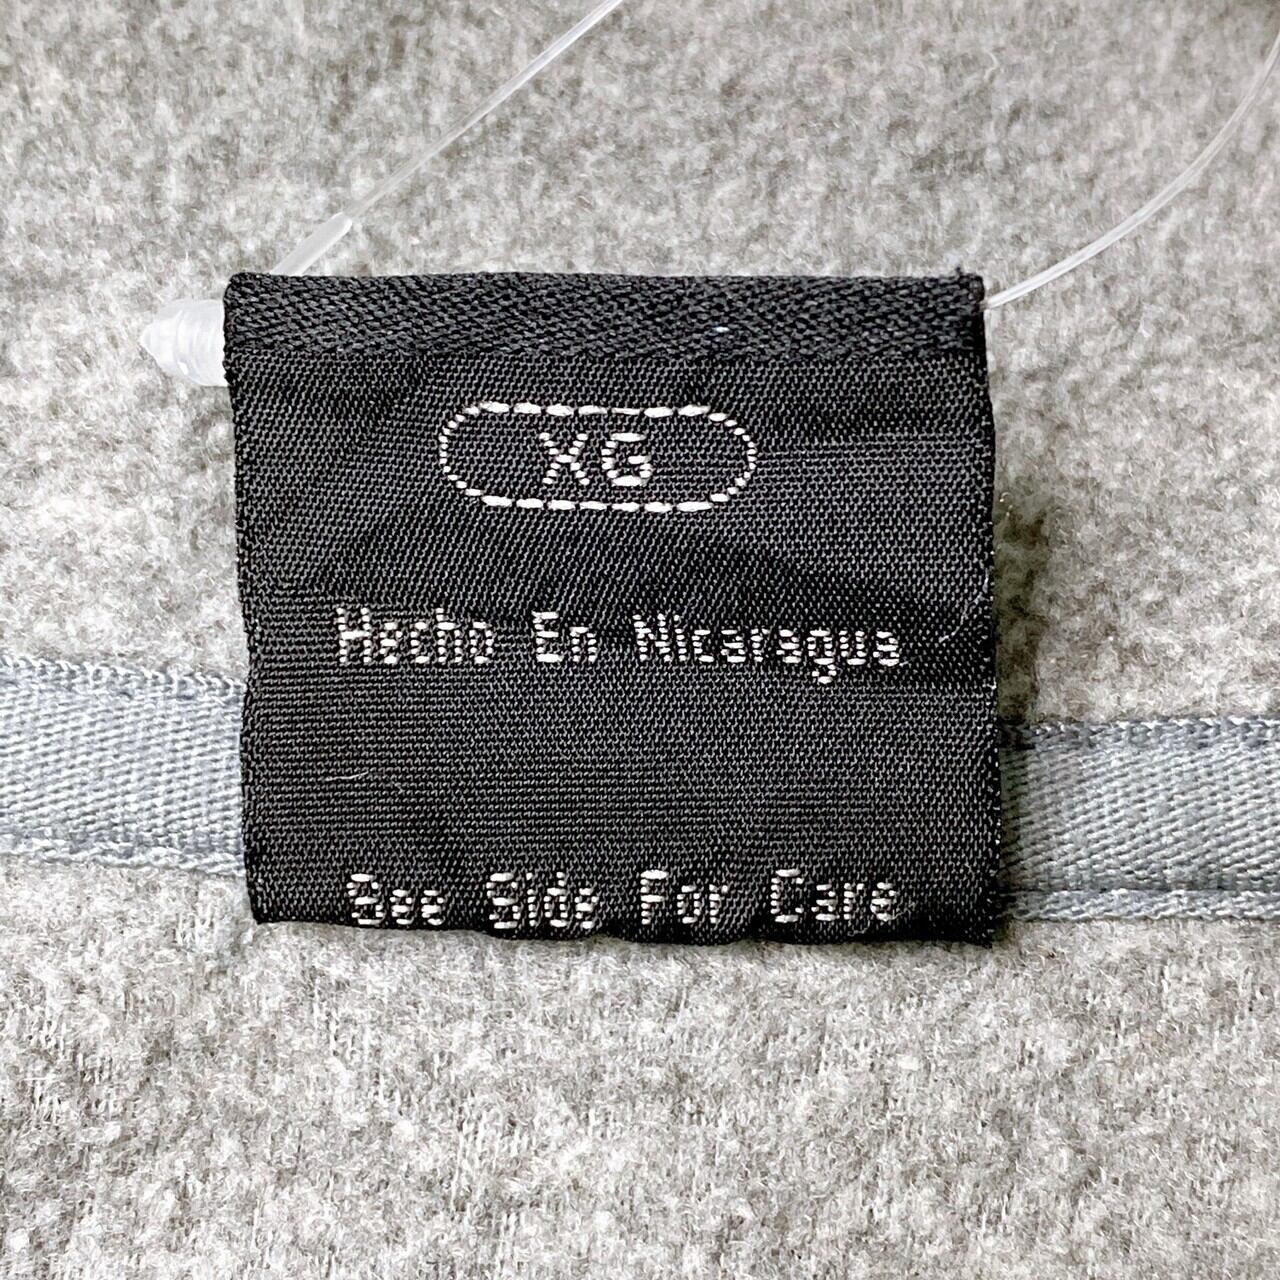 XG
Hecho En Nicaragua
See Side For Care